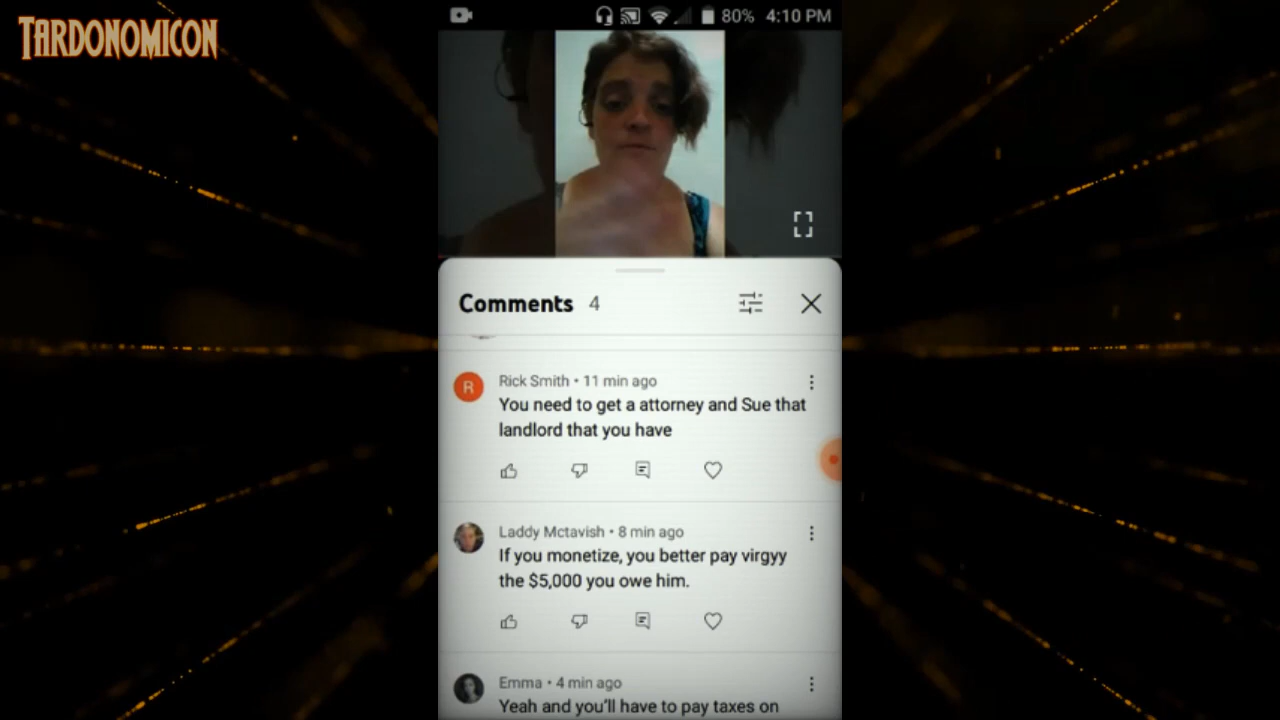 TARDONOMICON
80% 4:10 PM
Comments 4
Rick Smith • 11 min ago
R
You need to get a attorney and Sue that
landlord that you have
Laddy Mctavish • 8 min ago
If you monetize, you better pay virgyy
the $5,000 you owe him.
Emma • 4 min ago
Yeah and you'll have to pay taxes on